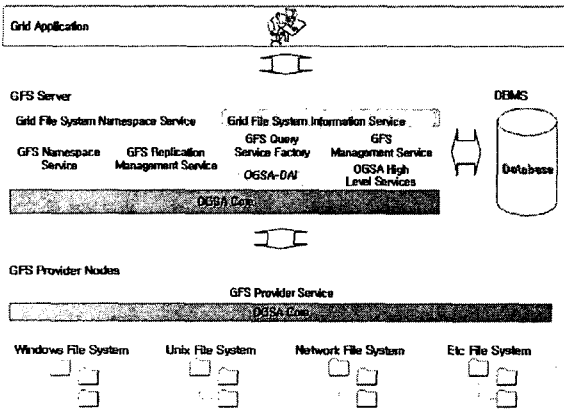 Grid Application
GFS Server
DBMS
Grid File System Namespace Service
Grid File System Information Service
GFS Namespace Service
GFS Replication Management Service
GFS Query Service Factory
GFS Management Service
OGSA-DAI
OGSA High Level Services
Database
OGSA Core
GFS Provider Nodes
GFS Provider Service
OGSA Core
Windows File System
Unix File System
Network File System
Etc File System